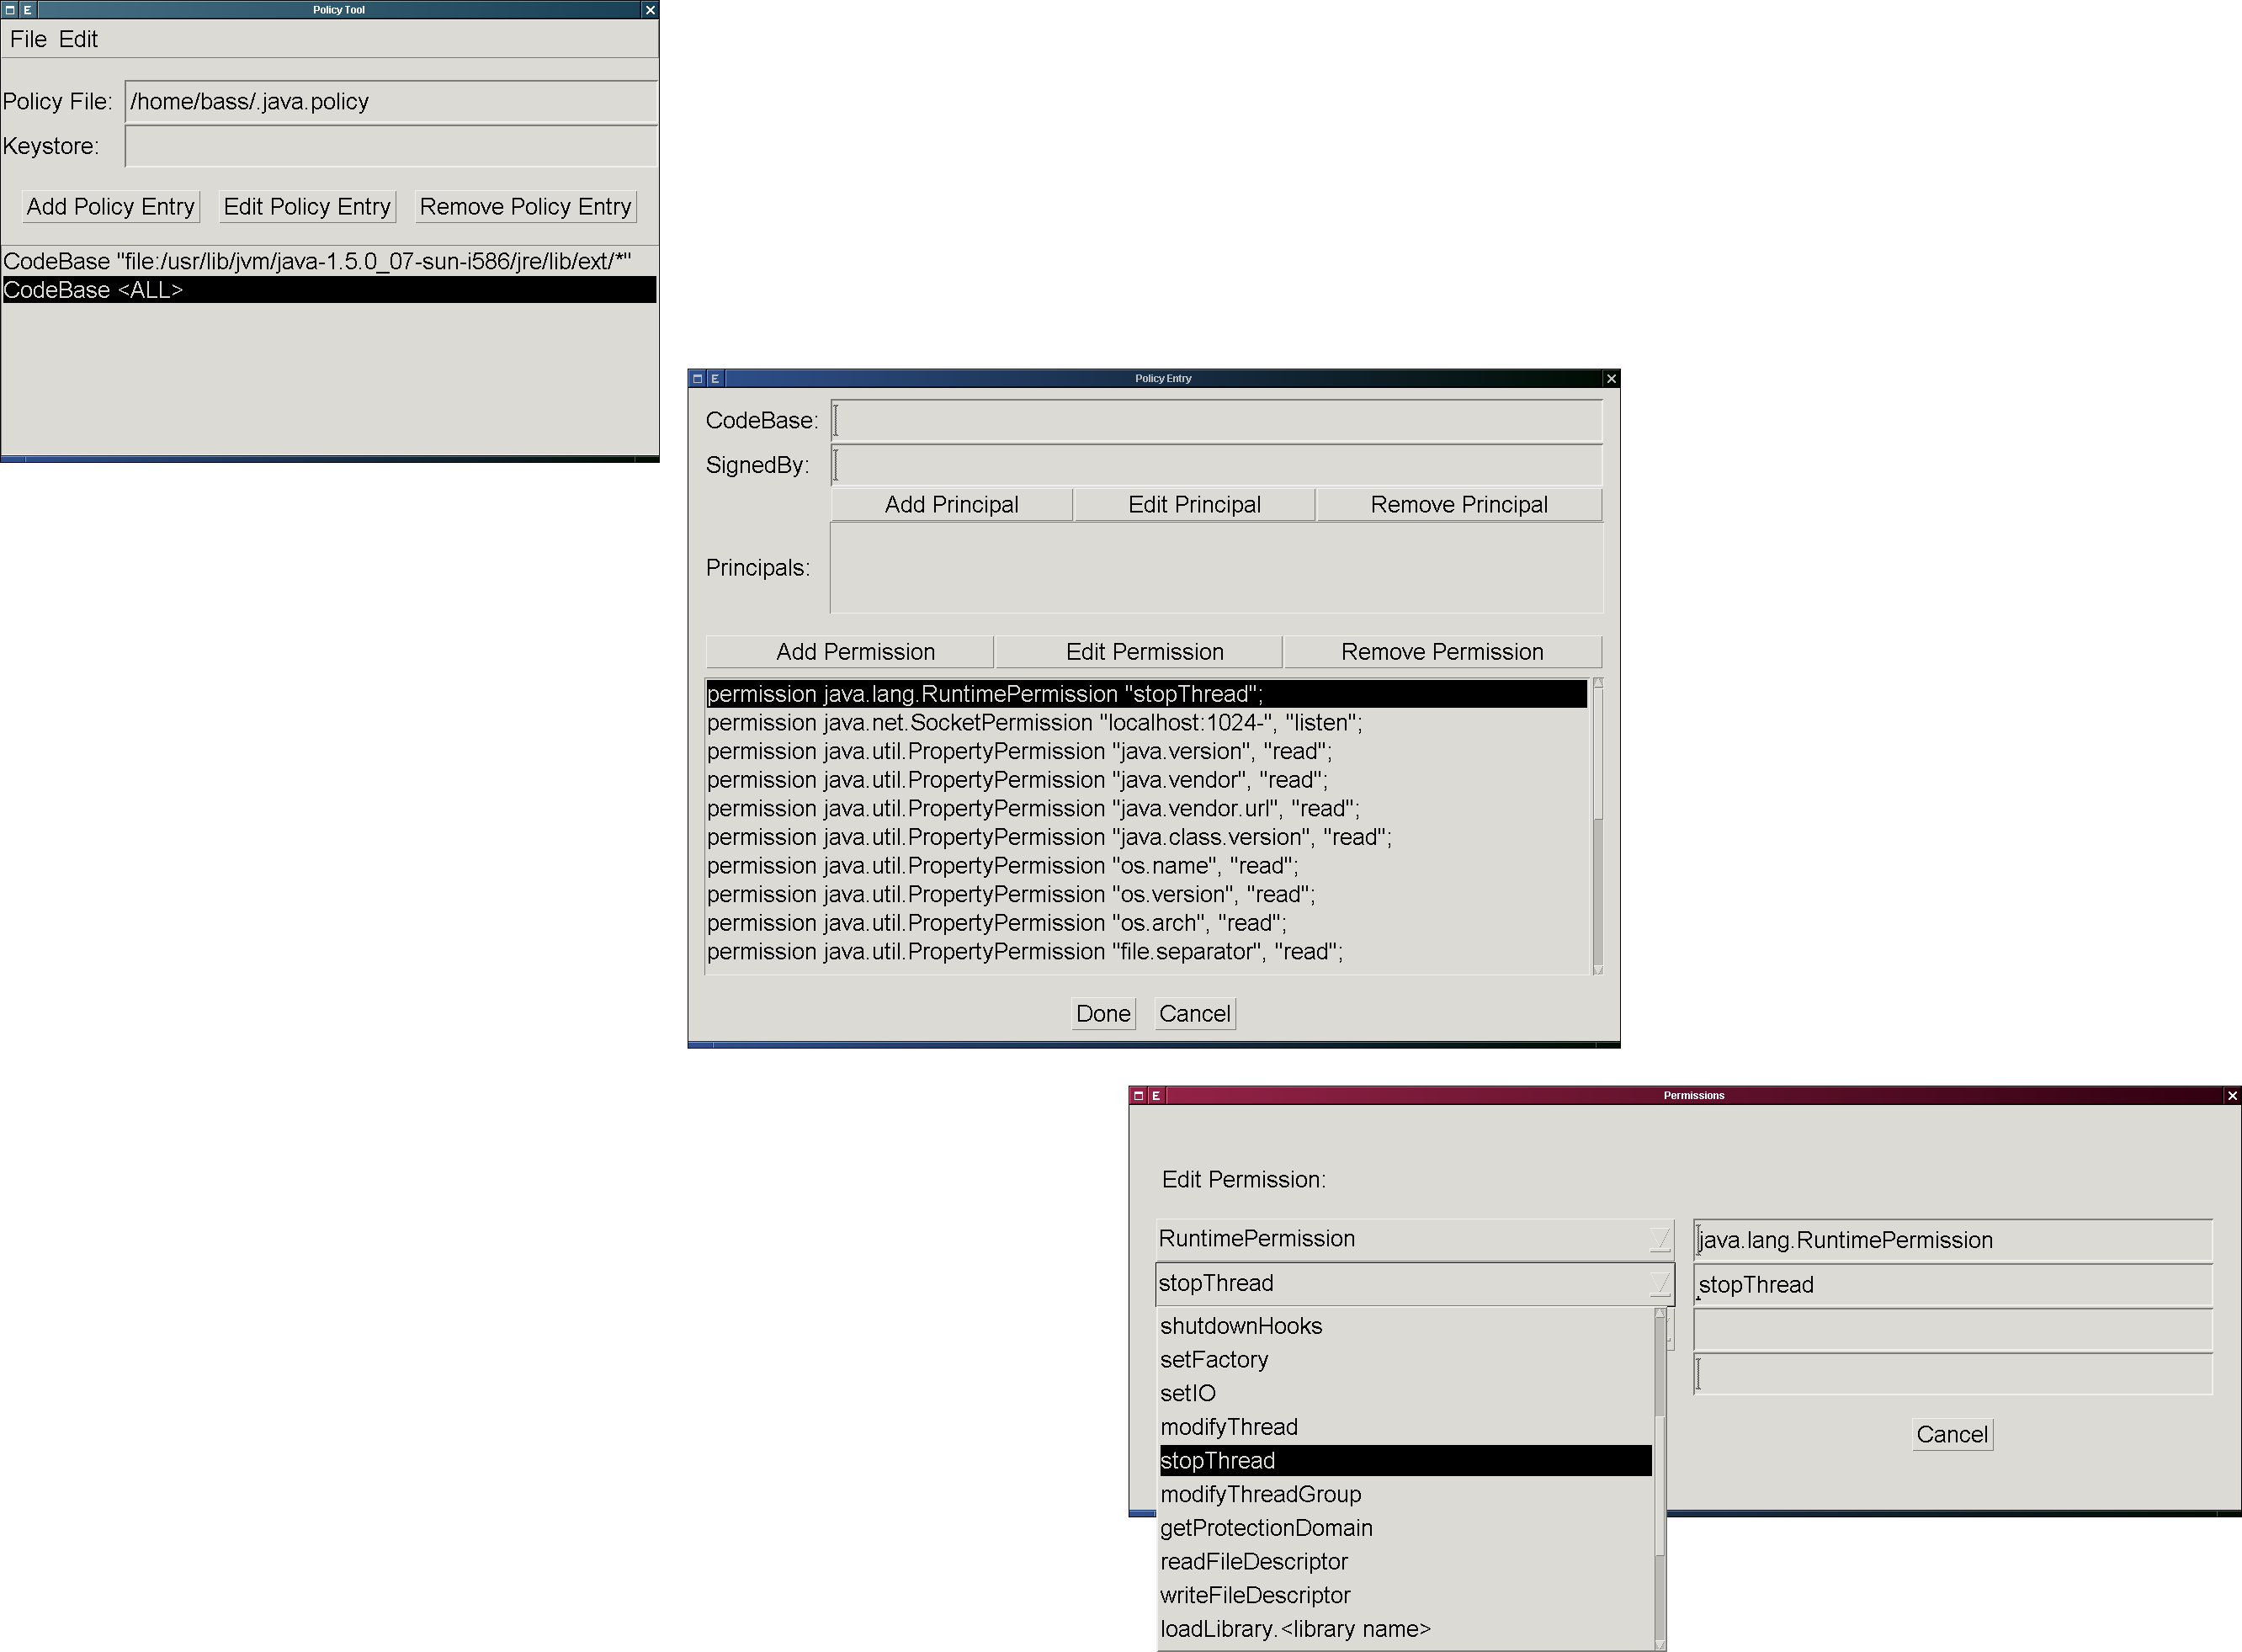 E Policy Tool
File Edit
Policy File: /home/bass/.java.policy
Keystore:
Add Policy Entry Edit Policy Entry Remove Policy Entry
CodeBase "file:/usr/lib/jvm/java-1.5.0_07-sun-i586/jre/lib/ext/*"
CodeBase <ALL>
E Policy Entry
CodeBase:
SignedBy:
Add Principal Edit Principal Remove Principal
Principals:
Add Permission Edit Permission Remove Permission
permission java.lang.RuntimePermission "stopThread";
permission java.net.SocketPermission "localhost:1024-", "listen";
permission java.util.PropertyPermission "java.version", "read";
permission java.util.PropertyPermission "java.vendor", "read";
permission java.util.PropertyPermission "java.vendor.url", "read";
permission java.util.PropertyPermission "java.class.version", "read";
permission java.util.PropertyPermission "os.name", "read";
permission java.util.PropertyPermission "os.version", "read";
permission java.util.PropertyPermission "os.arch", "read";
permission java.util.PropertyPermission "file.separator", "read";
Done Cancel
E Permissions
Edit Permission:
RuntimePermission java.lang.RuntimePermission
stopThread stopThread
shutdownHooks
setFactory
setIO
modifyThread
Cancel
stopThread
modifyThreadGroup
getProtectionDomain
readFileDescriptor
writeFileDescriptor
loadLibrary.<library name>